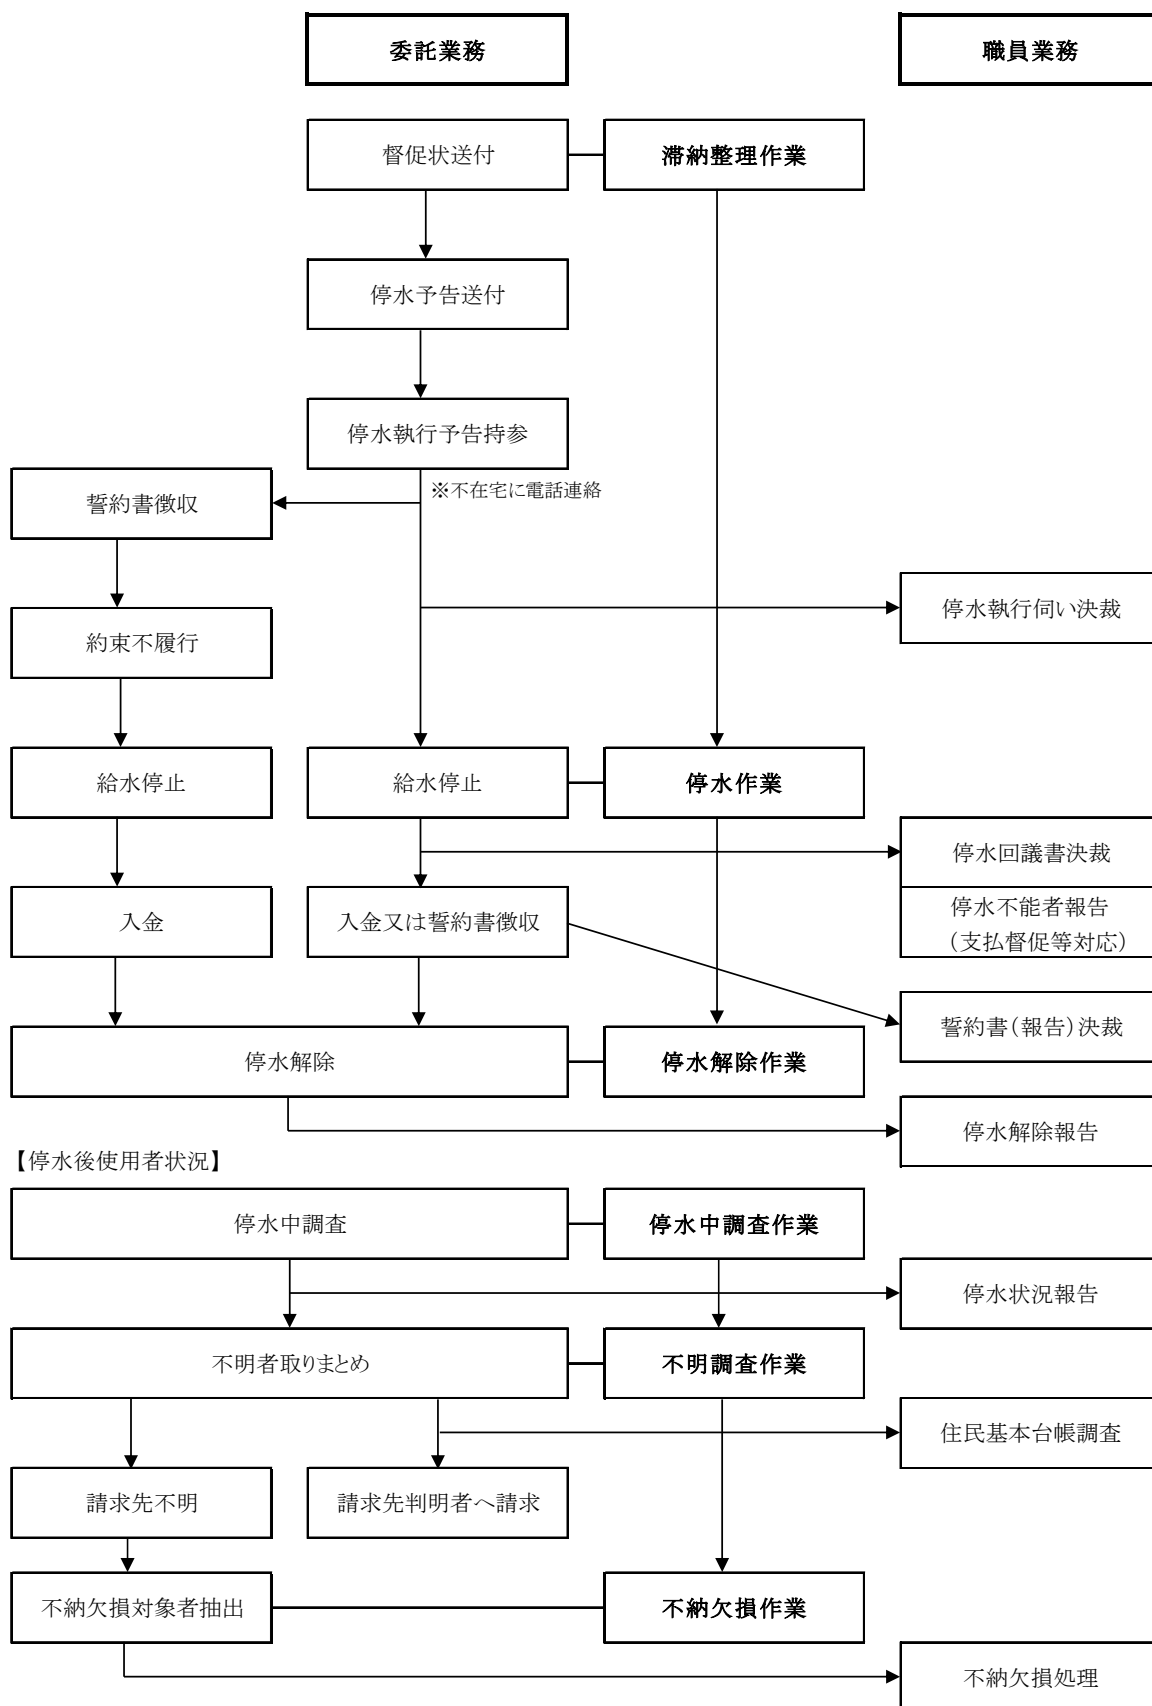 委託業務
職員業務
督促状送付
滞納整理作業
停水予告送付
停水執行予告持参
※不在宅に電話連絡
誓約書徴収
停水執行伺い決裁
約束不履行
給水停止
給水停止
停水作業
停水回議書決裁
入金
入金又は誓約書徴収
停水不能者報告
（支払督促等対応）
誓約書（報告）決裁
停水解除
停水解除作業
停水解除報告
【停水後使用者状況】
停水中調査
停水中調査作業
停水状況報告
不明者取りまとめ
不明調査作業
住民基本台帳調査
請求先不明
請求先判明者へ請求
不納欠損対象者抽出
不納欠損作業
不納欠損処理